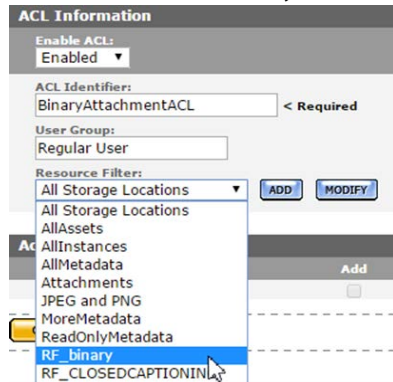 ACL Information
Enable ACL:
Enabled
ACL Identifier:
BinaryAttachmentACL < Required
User Group:
Regular User
Resource Filter:
All Storage Locations ADD MODIFY
All Storage Locations
AllAssets
AllInstances
AllMetadata
Add
Attachments
JPEG and PNG
MoreMetadata
ReadOnlyMetadata
RF_binary